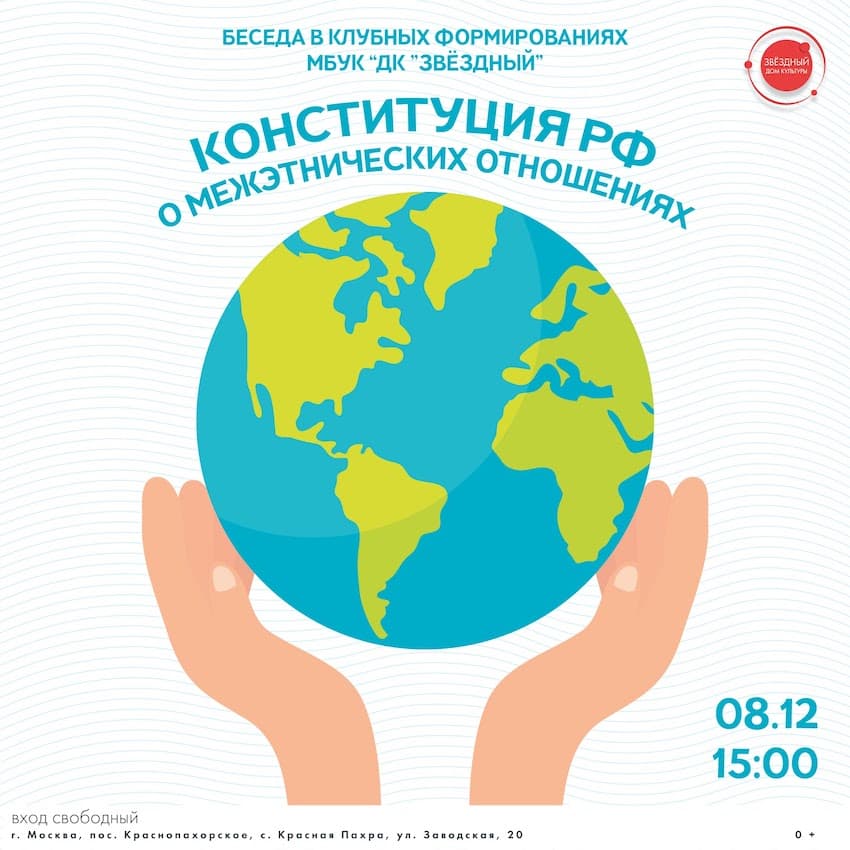 БЕСЕДА В КЛУБНЫХ ФОРМИРОВАНИЯХ
МБУК “ДК ”ЗВЁЗДНЫЙ”
ЗВЁЗДНЫЙ
ДОМ КУЛЬТУРЫ
КОНСТИТУЦИЯ РФ
О МЕЖЭТНИЧЕСКИХ ОТНОШЕНИЯХ
08.12
15:00
ВХОД СВОБОДНЫЙ
г. Москва, пос. Краснопахорское, с. Красная Пахра, ул. Заводская, 20
0 +